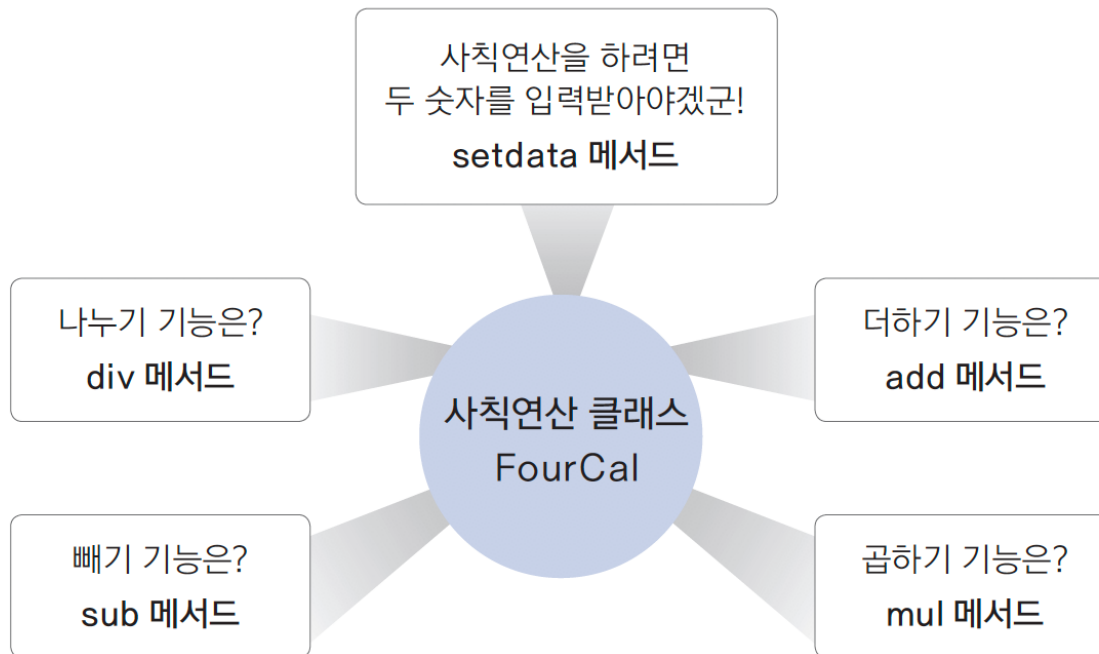 사칙연산을 하려면
두 숫자를 입력받아야겠군!
setdata 메서드
나누기 기능은?
div 메서드
더하기 기능은?
add 메서드
사칙연산 클래스
FourCal
빼기 기능은?
sub 메서드
곱하기 기능은?
mul 메서드